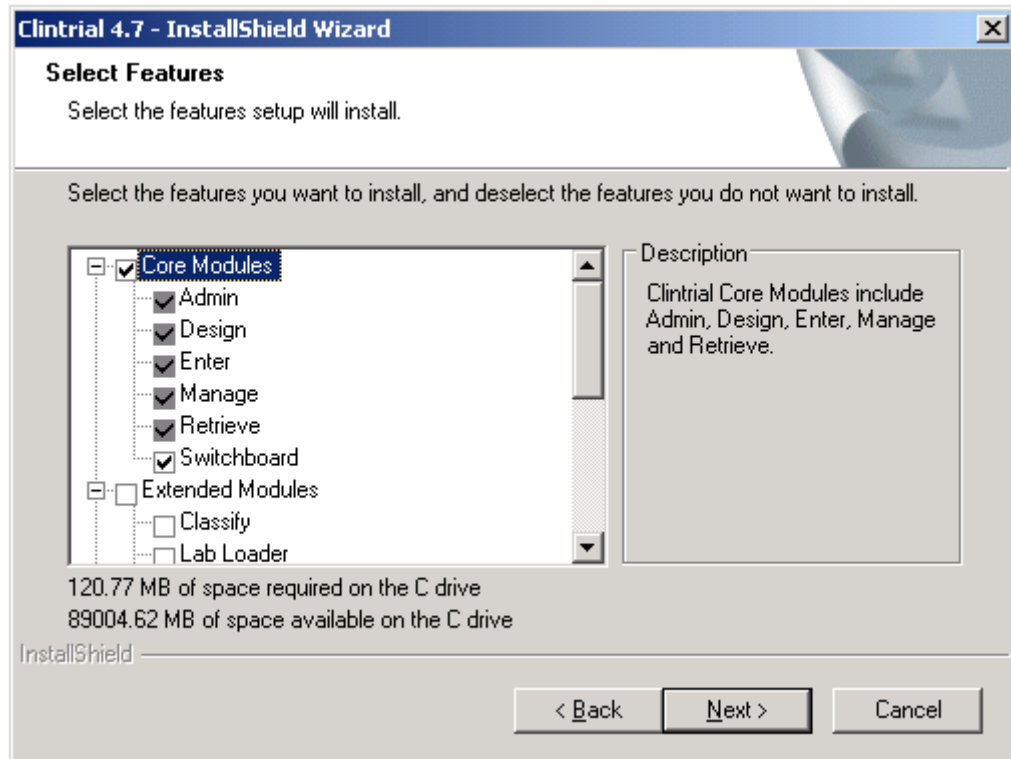 Clintrial 4.7 - InstallShield Wizard
Select Features
Select the features setup will install.
Select the features you want to install, and deselect the features you do not want to install.
Core Modules
Admin
Design
Enter
Manage
Retrieve
Switchboard
Extended Modules
Classify
Lab Loader
Description
Clintrial Core Modules include
Admin, Design, Enter, Manage
and Retrieve.
120.77 MB of space required on the C drive
89004.62 MB of space available on the C drive
InstallShield
< Back
Next >
Cancel